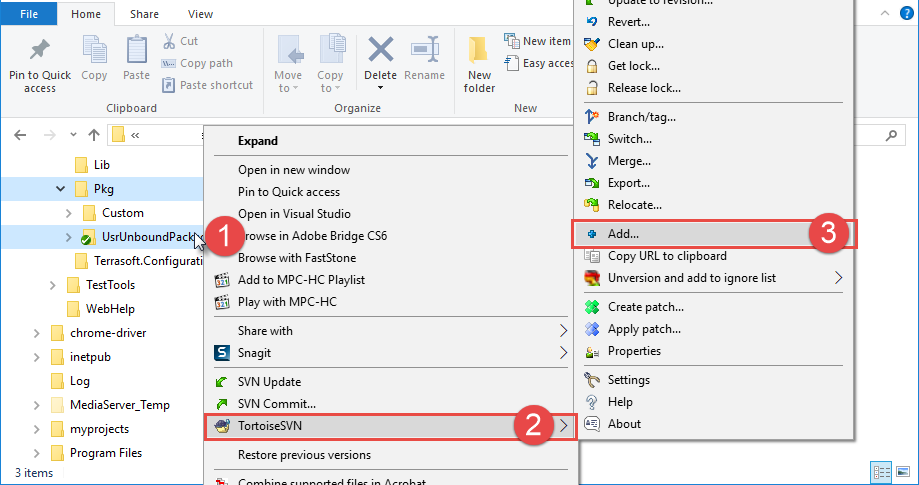 File
Home
Share
View
Pin to Quick
access
Copy
Paste
Cut
Copy path
Paste shortcut
Clipboard
Move
to
Copy
to
Delete
Rename
Organize
New
folder
New item
Easy acces
New
«
Lib
Pkg
Custom
UsrUnboundPack
Terrasoft.Configurati
TestTools
WebHelp
chrome-driver
inetpub
Log
MediaServer_Temp
myprojects
Program Files
3 items
1
Expand
Open in new window
Pin to Quick access
Open in Visual Studio
Browse in Adobe Bridge CS6
Browse with FastStone
Add to MPC-HC Playlist
Play with MPC-HC
Share with
Snagit
SVN Update
SVN Commit...
TortoiseSVN
2
Restore previous versions
Combine supported files in Acrobat
Update to revision...
Revert...
Clean up...
Get lock...
Release lock...
Branch/tag...
Switch...
Merge...
Export...
Relocate...
Add...
3
Copy URL to clipboard
Unversion and add to ignore list
Create patch...
Apply patch...
Properties
Settings
Help
About